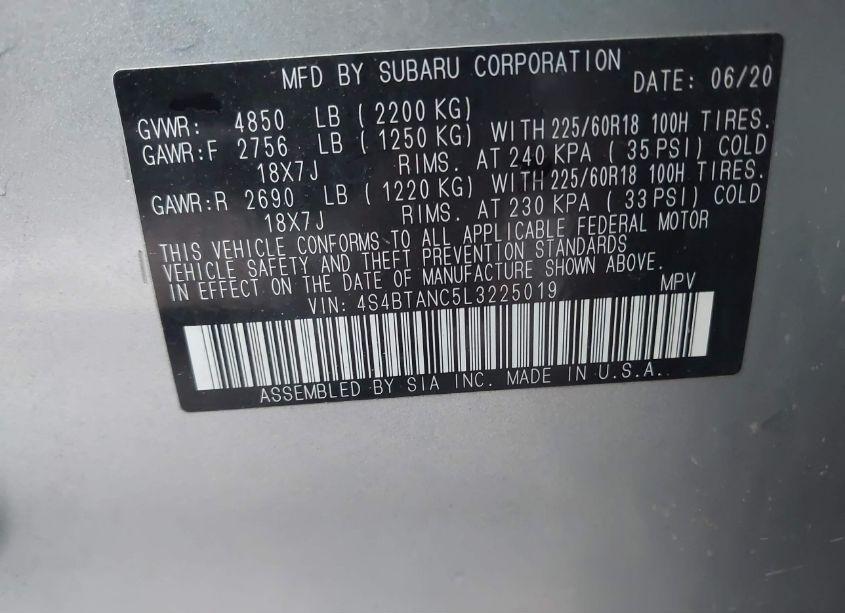 MFD BY SUBARU CORPORATION DATE: 06/20
GVWR: 4850 LB ( 2200 KG)
GAWR:F 2756 LB ( 1250 KG) WITH 225/60R18 100H TIRES.
18X7J RIMS. AT 240 KPA ( 35 PSI) COLD
GAWR:R 2690 LB ( 1220 KG) WITH 225/60R18 100H TIRES.
18X7J RIMS. AT 230 KPA ( 33 PSI) COLD
THIS VEHICLE CONFORMS TO ALL APPLICABLE FEDERAL MOTOR
VEHICLE SAFETY AND THEFT PREVENTION STANDARDS
IN EFFECT ON THE DATE OF MANUFACTURE SHOWN ABOVE.
VIN: 4S4BTANC5L3225019 MPV
ASSEMBLED BY SIA INC. MADE IN U.S.A.